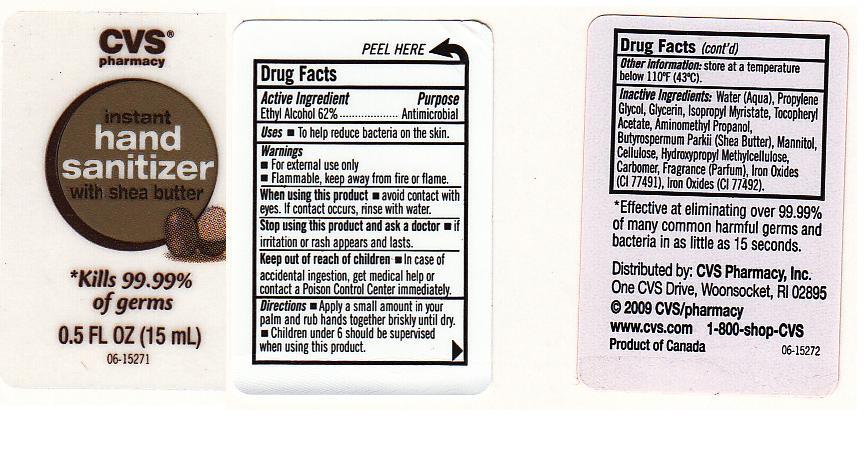 CVS®
pharmacy
instant
hand
sanitizer
with shea butter
*Kills 99.99%
of germs
0.5 FL OZ (15 mL)
06-15271
PEEL HERE
Drug Facts
Active Ingredient Purpose
Ethyl Alcohol 62% .................... Antimicrobial
Uses ■ To help reduce bacteria on the skin.
Warnings
■ For external use only
■ Flammable, keep away from fire or flame.
When using this product ■ avoid contact with
eyes. If contact occurs, rinse with water.
Stop using this product and ask a doctor ■ if
irritation or rash appears and lasts.
Keep out of reach of children ■ In case of
accidental ingestion, get medical help or
contact a Poison Control Center immediately.
Directions ■ Apply a small amount in your
palm and rub hands together briskly until dry.
■ Children under 6 should be supervised
when using this product.
Drug Facts (cont'd)
Other information: store at a temperature
below 110°F (43°C).
Inactive Ingredients: Water (Aqua), Propylene
Glycol, Glycerin, Isopropyl Myristate, Tocopheryl
Acetate, Aminomethyl Propanol,
Butyrospermum Parkii (Shea Butter), Mannitol,
Cellulose, Hydroxypropyl Methylcellulose,
Carbomer, Fragrance (Parfum), Iron Oxides
(CI 77491), Iron Oxides (CI 77492).
*Effective at eliminating over 99.99%
of many common harmful germs and
bacteria in as little as 15 seconds.
Distributed by: CVS Pharmacy, Inc.
One CVS Drive, Woonsocket, RI 02895
© 2009 CVS/pharmacy
www.cvs.com 1-800-shop-CVS
Product of Canada 06-15272